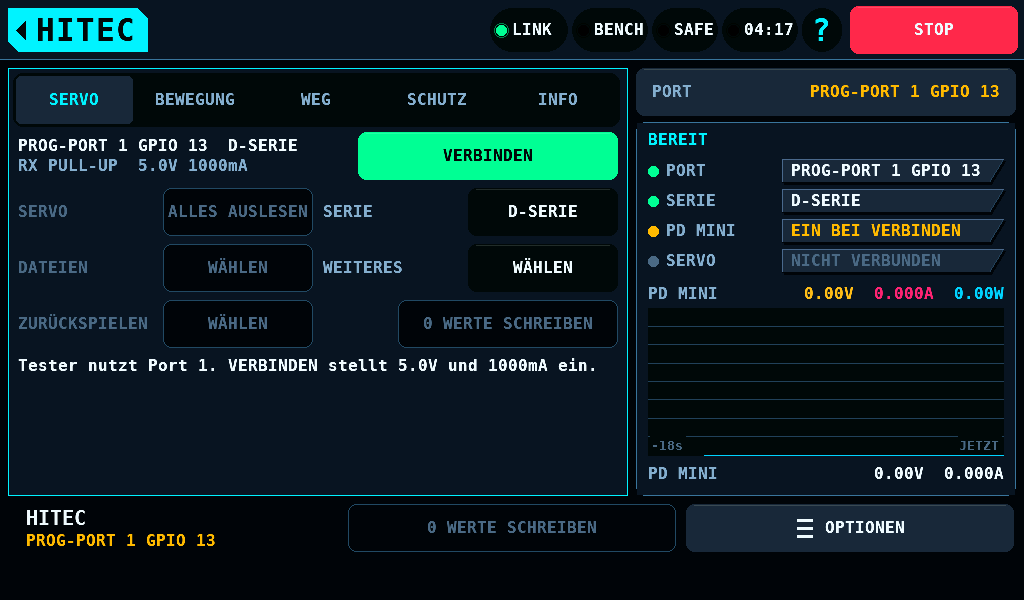 HITEC
LINK
BENCH
SAFE
04:17
?
STOP
SERVO
BEWEGUNG
WEG
SCHUTZ
INFO
PROG-PORT 1 GPIO 13  D-SERIE
RX PULL-UP  5.0V 1000mA
VERBINDEN
SERVO
ALLES AUSLESEN
SERIE
D-SERIE
DATEIEN
WÄHLEN
WEITERES
WÄHLEN
ZURÜCKSPIELEN
WÄHLEN
0 WERTE SCHREIBEN
Tester nutzt Port 1. VERBINDEN stellt 5.0V und 1000mA ein.
PORT
PROG-PORT 1 GPIO 13
BEREIT
PORT
PROG-PORT 1 GPIO 13
SERIE
D-SERIE
PD MINI
EIN BEI VERBINDEN
SERVO
NICHT VERBUNDEN
PD MINI
0.00V
0.000A
0.00W
-18s
JETZT
PD MINI
0.00V
0.000A
HITEC
PROG-PORT 1 GPIO 13
0 WERTE SCHREIBEN
OPTIONEN